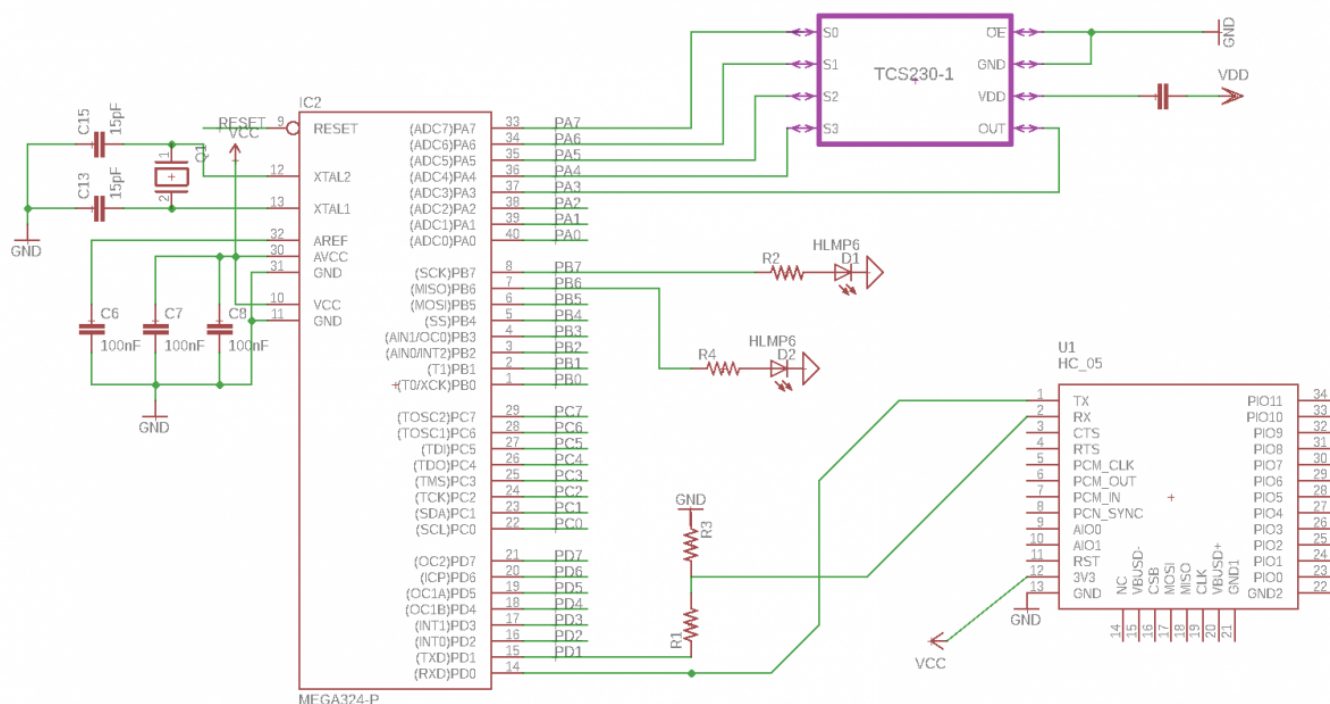 IC2
C15
15pF
C13
15pF
1
Q1
2
GND
RESET
VCC
9
RESET
12
XTAL2
13
XTAL1
32
AREF
30
AVCC
31
GND
10
VCC
11
GND
C6
100nF
C7
100nF
C8
100nF
GND
(ADC7)PA7 33 PA7
(ADC6)PA6 34 PA6
(ADC5)PA5 35 PA5
(ADC4)PA4 36 PA4
(ADC3)PA3 37 PA3
(ADC2)PA2 38 PA2
(ADC1)PA1 39 PA1
(ADC0)PA0 40 PA0
(SCK)PB7 8 PB7
(MISO)PB6 7 PB6
(MOSI)PB5 6 PB5
(SS)PB4 5 PB4
(AIN1/OC0)PB3 4 PB3
(AIN0/INT2)PB2 3 PB2
(T1)PB1 2 PB1
(T0/XCK)PB0 1 PB0
(TOSC2)PC7 29 PC7
(TOSC1)PC6 28 PC6
(TDI)PC5 27 PC5
(TDO)PC4 26 PC4
(TMS)PC3 25 PC3
(TCK)PC2 24 PC2
(SDA)PC1 23 PC1
(SCL)PC0 22 PC0
(OC2)PD7 21 PD7
(ICP)PD6 20 PD6
(OC1A)PD5 19 PD5
(OC1B)PD4 18 PD4
(INT1)PD3 17 PD3
(INT0)PD2 16 PD2
(TXD)PD1 15 PD1
(RXD)PD0 14
MEGA324-P
S0
S1
S2
S3
TCS230-1
OE
GND
VDD
OUT
GND
VDD
R2
HLMP6
D1
R4
HLMP6
D2
GND
R3
R1
U1
HC_05
1 TX
2 RX
3 CTS
4 RTS
5 PCM_CLK
6 PCM_OUT
7 PCM_IN
8 PCN_SYNC
9 AIO0
10 AIO1
11 RST
12 3V3
13 GND
GND
VCC
NC
VBUSD-
CSB
MOSI
MISO
CLK
VBUSD+
GND1
14 15 16 17 18 19 20 21
PIO11 34
PIO10 33
PIO9 32
PIO8 31
PIO7 30
PIO6 29
PIO5 28
PIO4 27
PIO3 26
PIO2 25
PIO1 24
PIO0 23
GND2 22